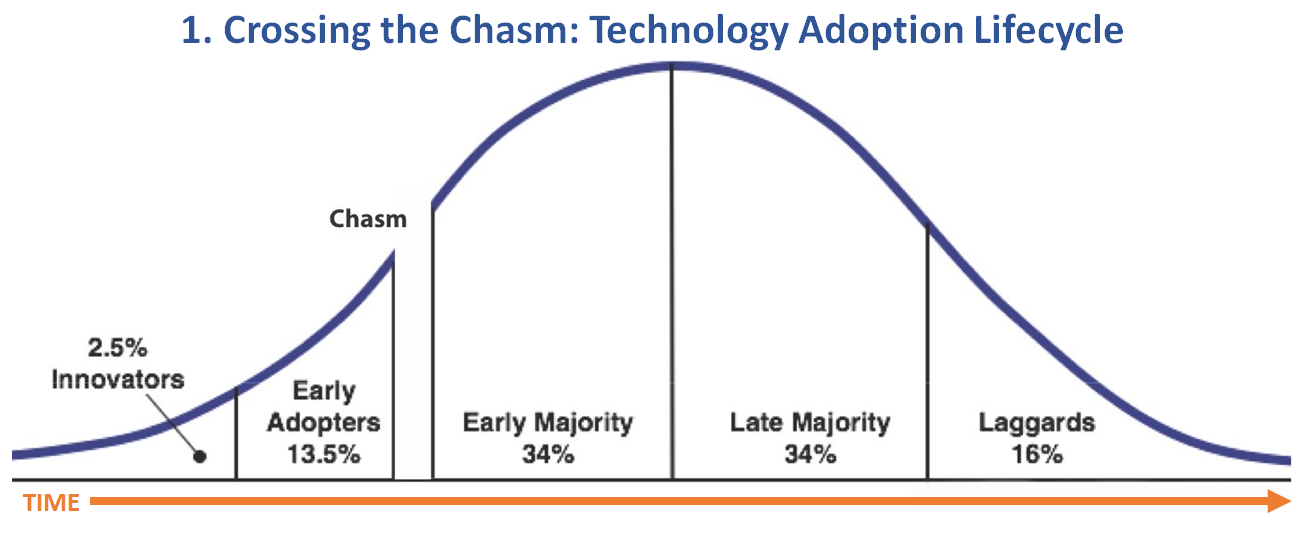 1. Crossing the Chasm: Technology Adoption Lifecycle
Chasm
2.5%
Innovators
Early
Adopters
13.5%
Early Majority
34%
Late Majority
34%
Laggards
16%
TIME